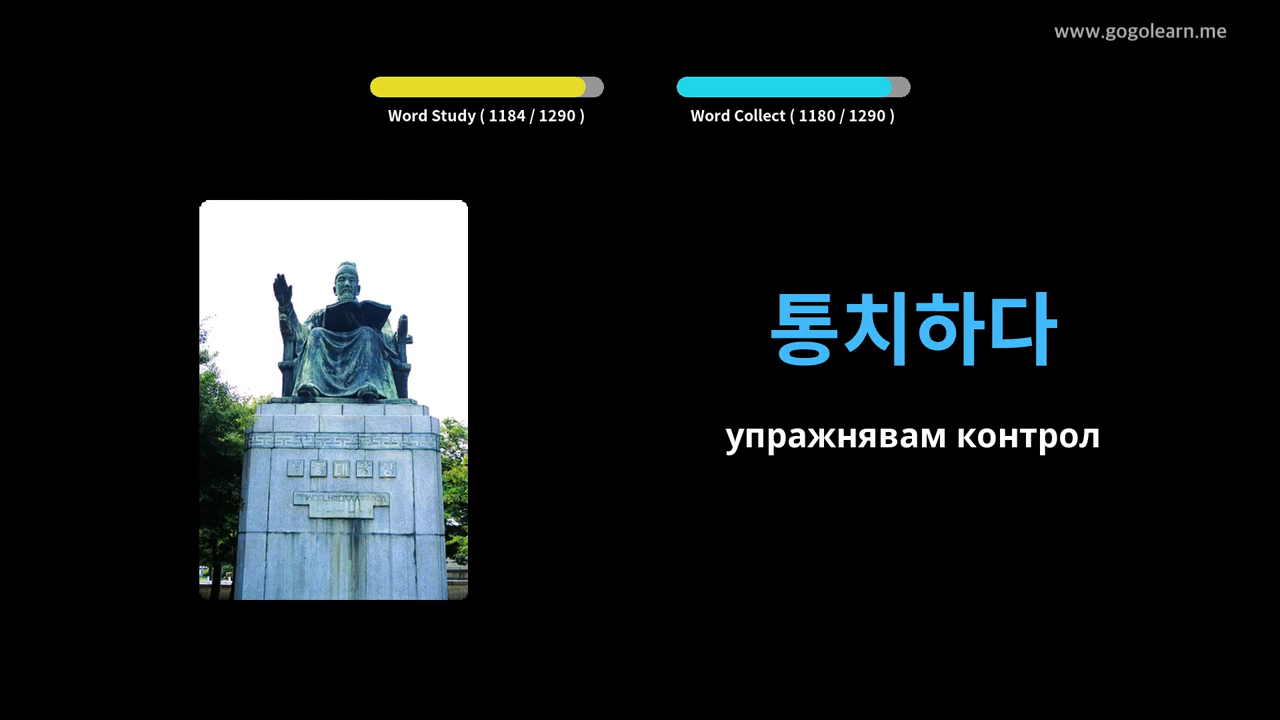 www.gogolearn.me
Word Study ( 1184 / 1290 )
Word Collect ( 1180 / 1290 )
통치하다
упражнявам контрол